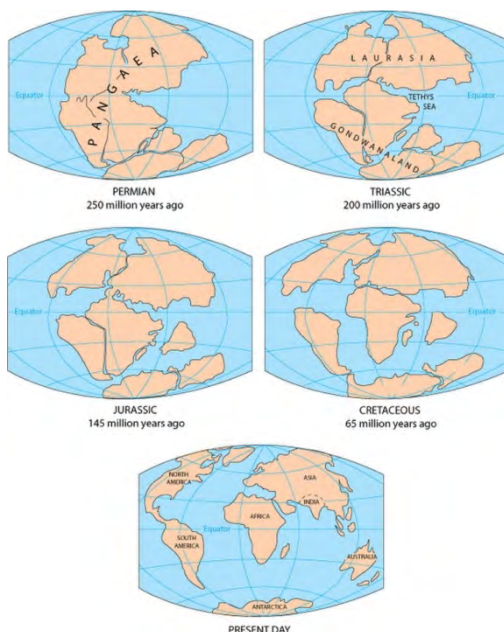 Equator
PANGAEA
PERMIAN
250 million years ago
LAURASIA
Equator
TETHYS
SEA
GONDWANALAND
TRIASSIC
200 million years ago
Equator
JURASSIC
145 million years ago
Equator
CRETACEOUS
65 million years ago
NORTH
AMERICA
ASIA
INDIA
AFRICA
Equator
SOUTH
AMERICA
AUSTRALIA
ANTARCTICA
PRESENT DAY